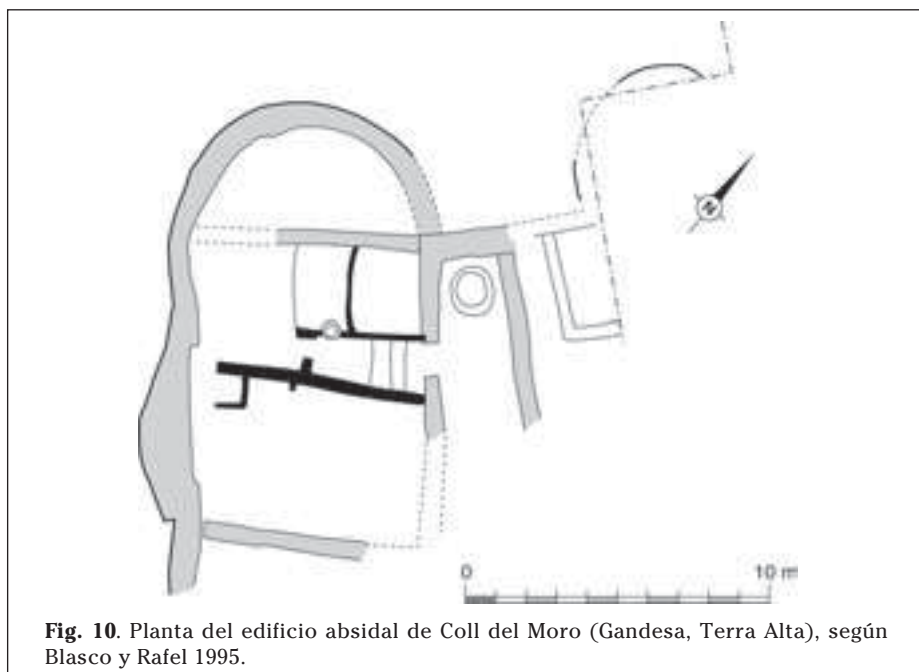 N
0 10 m
Fig. 10. Planta del edificio absidal de Coll del Moro (Gandesa, Terra Alta), según
Blasco y Rafel 1995.